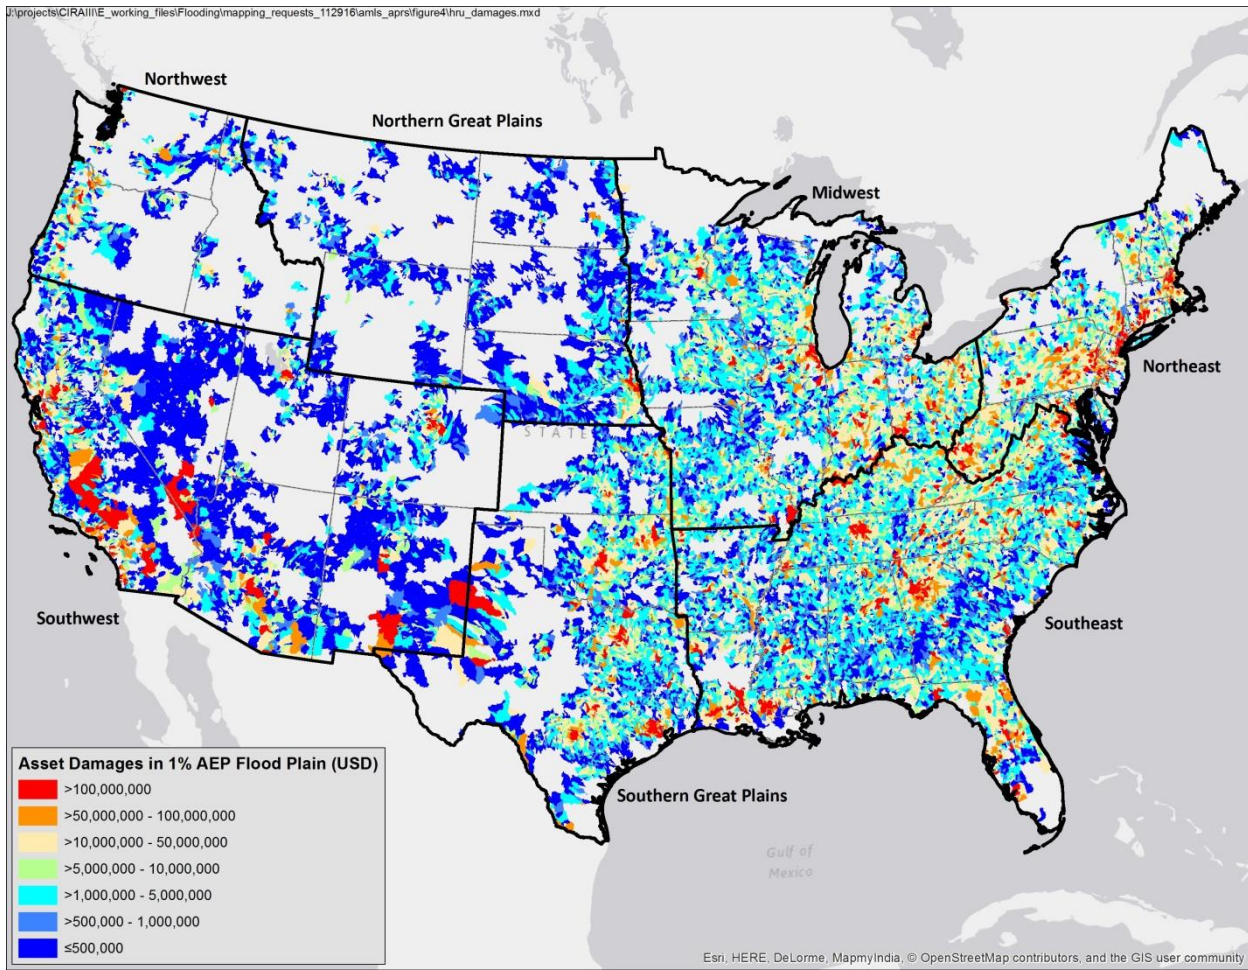 J:\projects\CIRAIII\E_working_files\Flooding\mapping_requests_112916\amls_aprs\figure4\hru_damages.mxd
Northwest
Northern Great Plains
Midwest
Northeast
STATE
Southwest
Southeast
Southern Great Plains
Gulf of
Mexico
Asset Damages in 1% AEP Flood Plain (USD)
>100,000,000
>50,000,000 - 100,000,000
>10,000,000 - 50,000,000
>5,000,000 - 10,000,000
>1,000,000 - 5,000,000
>500,000 - 1,000,000
≤500,000
Esri, HERE, DeLorme, MapmyIndia, © OpenStreetMap contributors, and the GIS user community